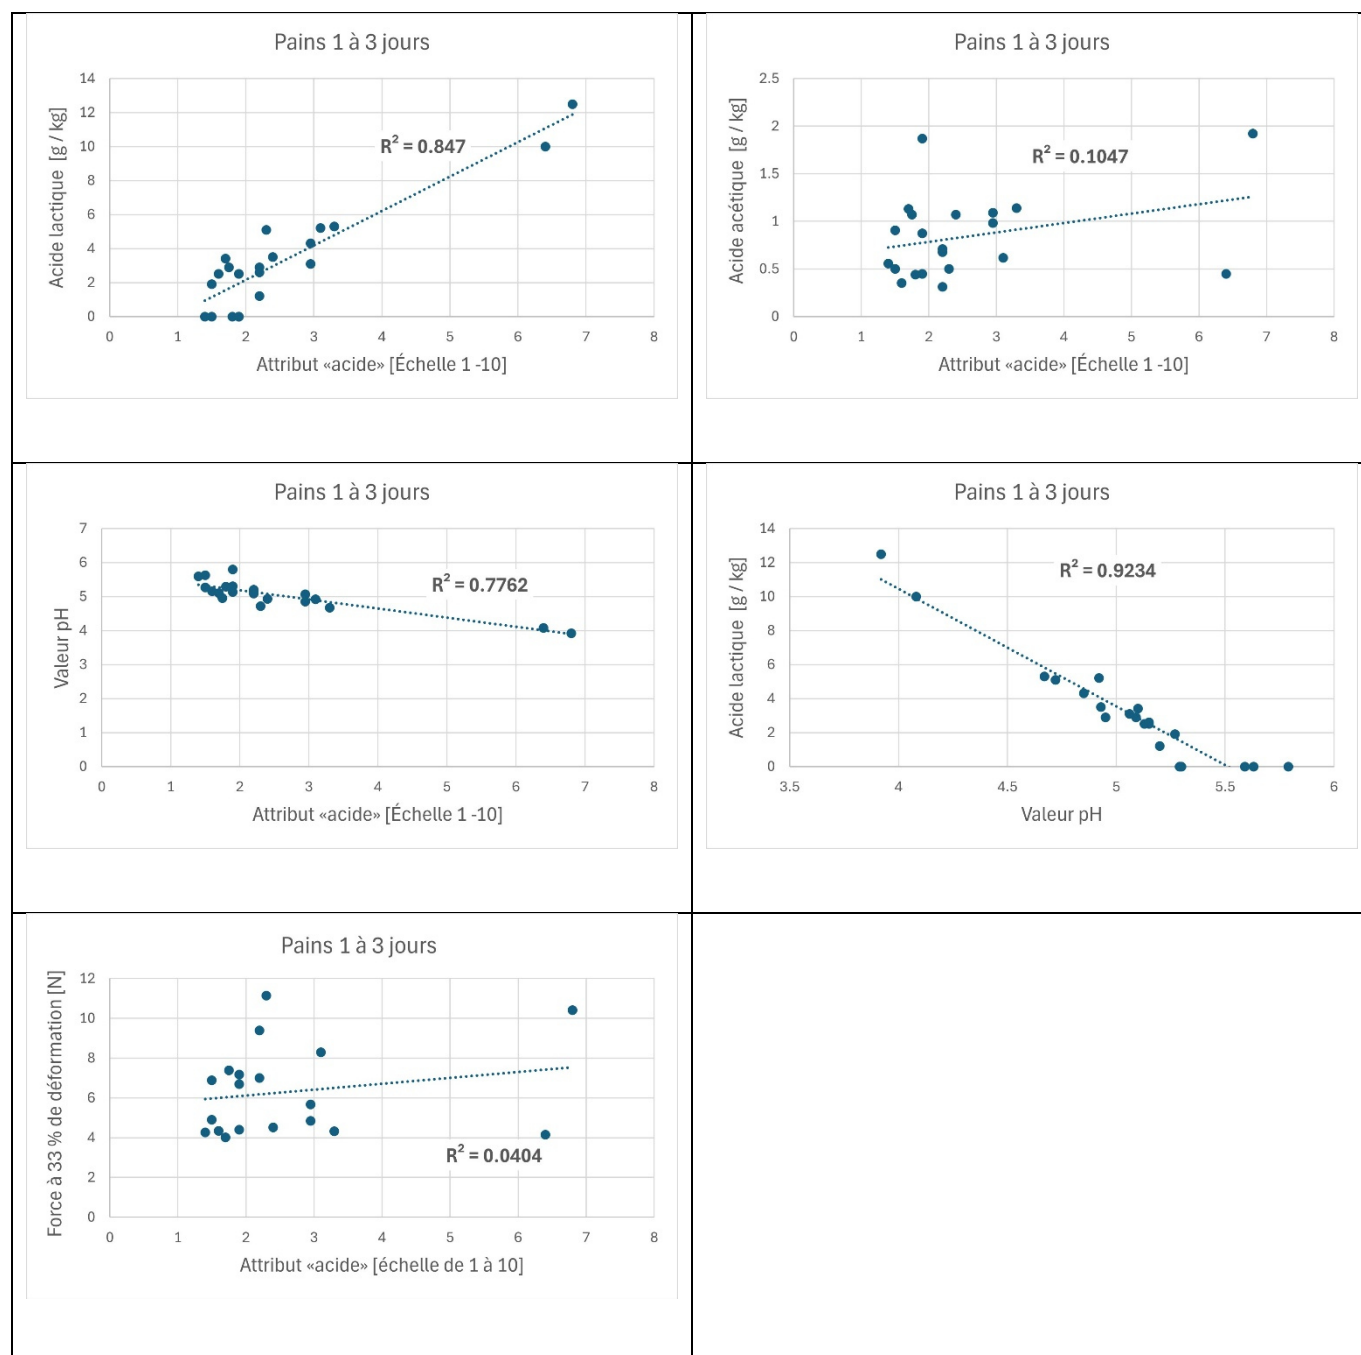 Pains 1 à 3 jours
14
12
10
8
6
4
2
0
Acide lactique [g / kg]
R² = 0.847
0 1 2 3 4 5 6 7 8
Attribut «acide» [Échelle 1 -10]
Pains 1 à 3 jours
2.5
2
1.5
1
0.5
0
Acide acétique [g / kg]
R² = 0.1047
0 1 2 3 4 5 6 7 8
Attribut «acide» [Échelle 1 -10]
Pains 1 à 3 jours
7
6
5
4
3
2
1
0
Valeur pH
R² = 0.7762
0 1 2 3 4 5 6 7 8
Attribut «acide» [Échelle 1 -10]
Pains 1 à 3 jours
14
12
10
8
6
4
2
0
Acide lactique [g / kg]
R² = 0.9234
3.5 4 4.5 5 5.5 6
Valeur pH
Pains 1 à 3 jours
12
10
8
6
4
2
0
Force à 33 % de déformation [N]
R² = 0.0404
0 1 2 3 4 5 6 7 8
Attribut «acide» [échelle de 1 à 10]